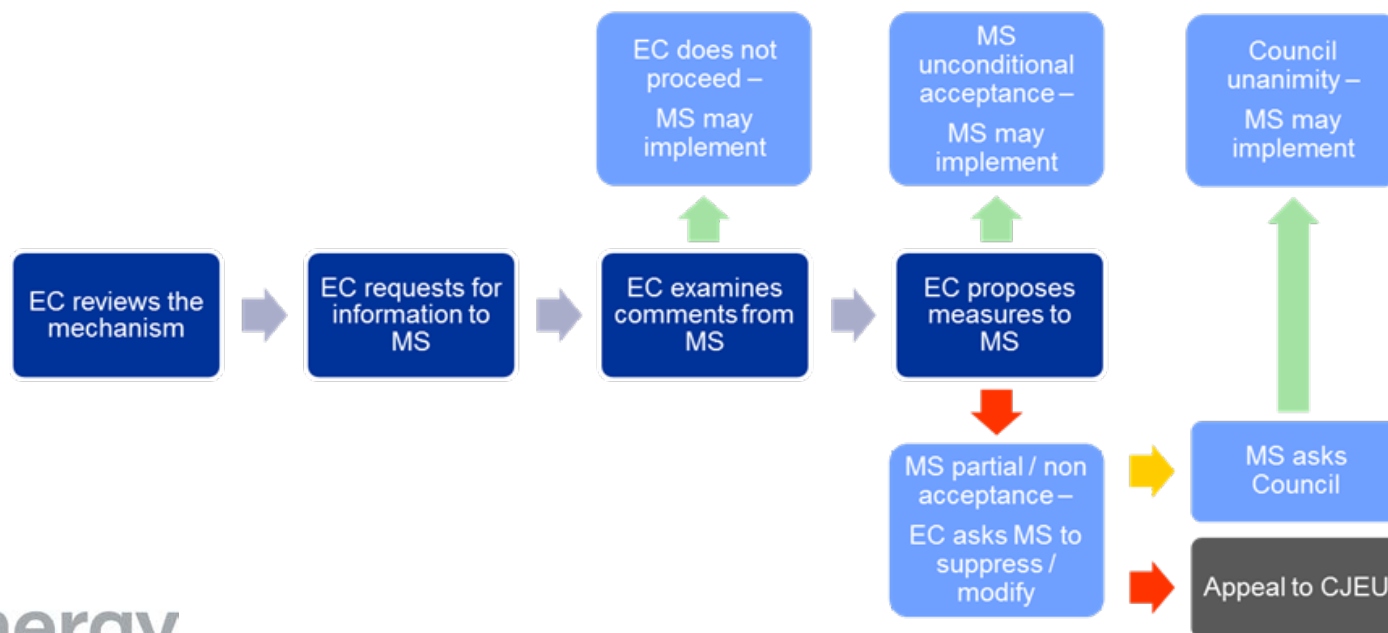 EC does not
proceed –
MS may
implement
MS
unconditional
acceptance –
MS may
implement
Council
unanimity –
MS may
implement
EC reviews the
mechanism
EC requests for
information to
MS
EC examines
comments from
MS
EC proposes
measures to
MS
MS partial / non
acceptance –
EC asks MS to
suppress /
modify
MS asks
Council
Appeal to CJEU